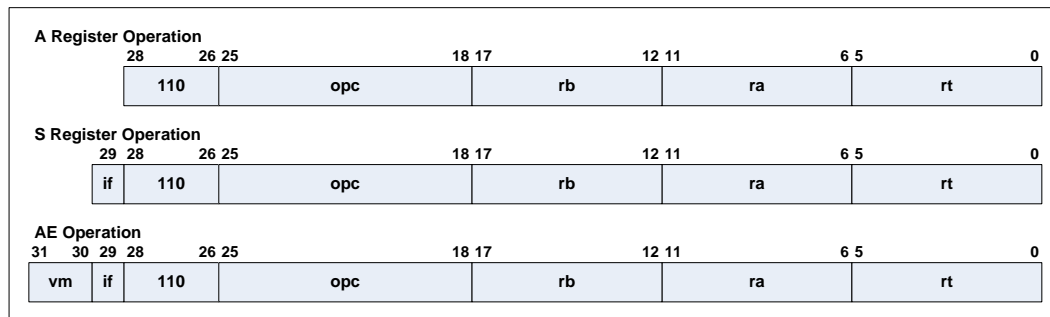 A Register Operation
28 26 25 18 17 12 11 6 5 0
110 opc rb ra rt
S Register Operation
29 28 26 25 18 17 12 11 6 5 0
if 110 opc rb ra rt
AE Operation
31 30 29 28 26 25 18 17 12 11 6 5 0
vm if 110 opc rb ra rt